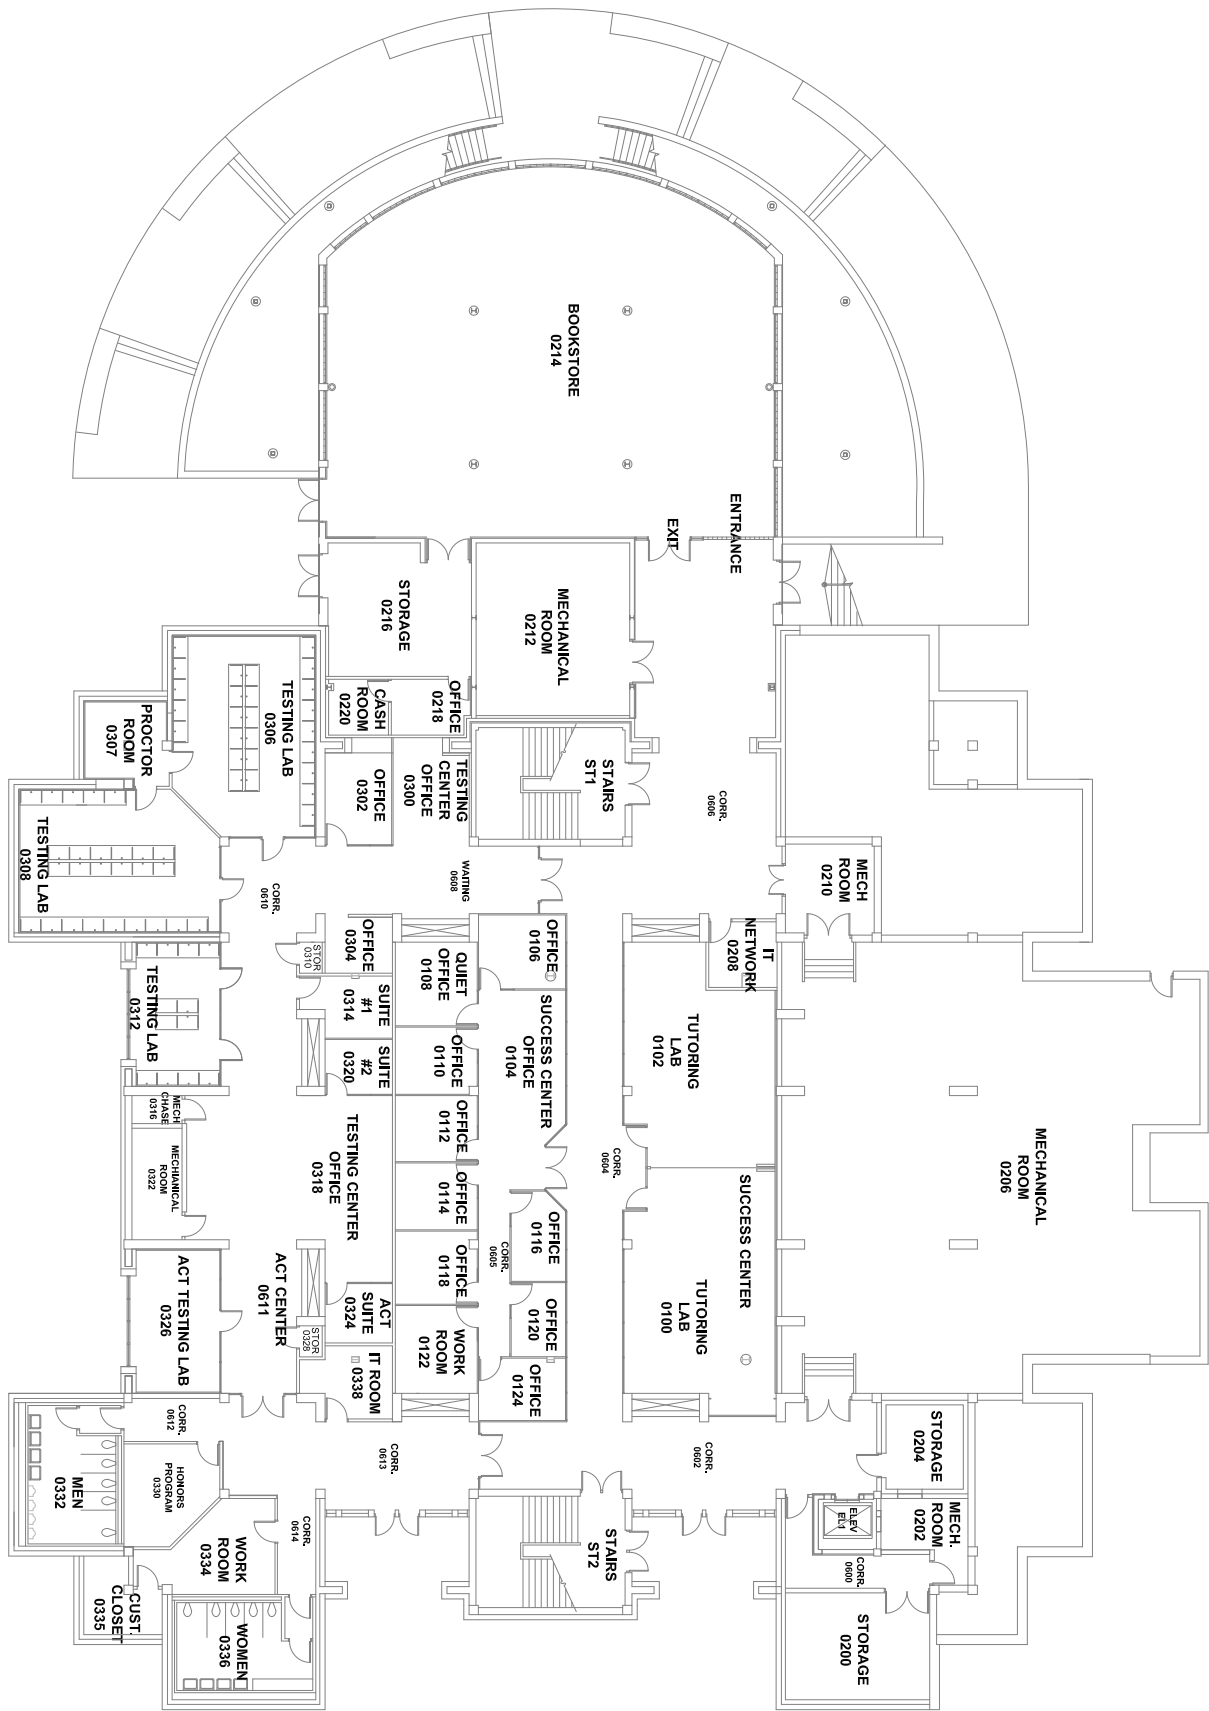 BOOKSTORE
0214
ENTRANCE
EXIT
STORAGE
0216
MECHANICAL
ROOM
0212
OFFICE
0218
CASH
ROOM
0220
TESTING LAB
0306
PROCTOR
ROOM
0307
TESTING LAB
0308
OFFICE
0302
TESTING
CENTER
OFFICE
0300
STAIRS
ST1
CORR.
0606
MECH
ROOM
0210
WAITING
0608
CORR.
0610
STOR
0310
OFFICE
0304
QUIET
OFFICE
0108
OFFICE
0106
IT
NETWORK
0208
TESTING LAB
0312
SUITE
#1
0314
SUITE
#2
0320
OFFICE
0110
SUCCESS CENTER
OFFICE
0104
TUTORING
LAB
0102
MECH
CHASE
0316
MECHIANICAL
ROOM
0322
TESTING CENTER
OFFICE
0318
OFFICE
0112
OFFICE
0114
CORR.
0604
MECHANICAL
ROOM
0206
SUCCESS CENTER
TUTORING
LAB
0100
OFFICE
0116
CORR.
0605
OFFICE
0118
OFFICE
0120
WORK
ROOM
0122
OFFICE
0124
ACT TESTING LAB
0326
ACT CENTER
0611
ACT
SUITE
0324
STOR
0328
IT ROOM
0338
CORR.
0612
MEN
0332
HONORS
PROGRAM
0330
CORR.
0613
CORR.
0602
STORAGE
0204
MECH.
ROOM
0202
ELEV
EL1
CORR.
0600
STORAGE
0200
STAIRS
ST2
CORR.
0614
WORK
ROOM
0334
CUST.
CLOSET
0335
WOMEN
0336